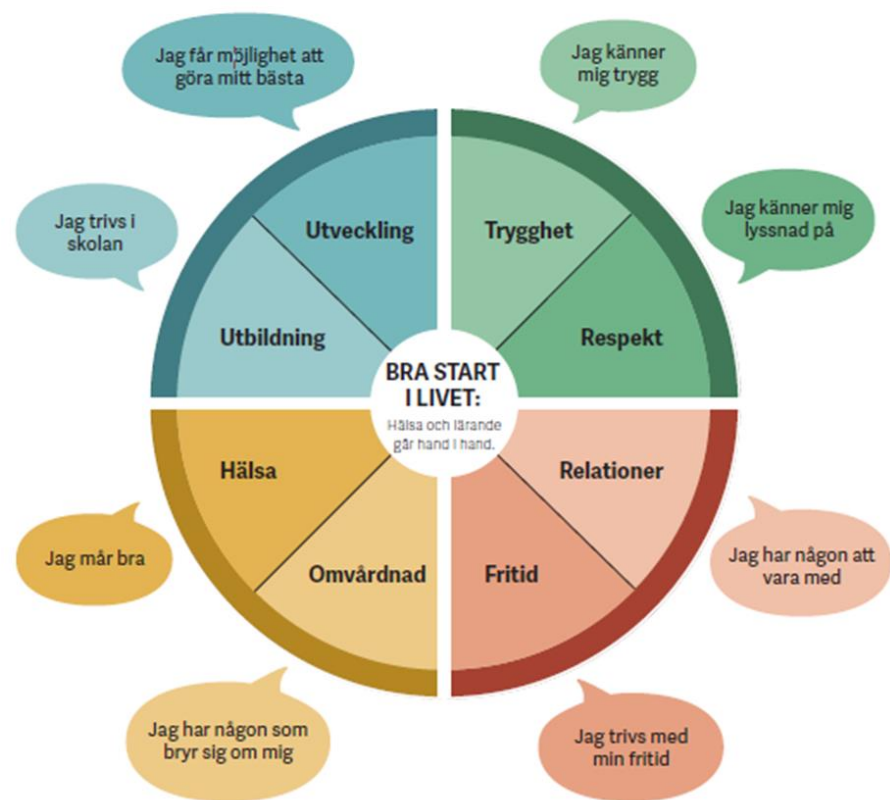 Jag får möjlighet att
göra mitt bästa
Jag känner
mig trygg
Jag trivs i
skolan
Jag känner mig
lyssnad på
Utveckling
Trygghet
Utbildning
Respekt
BRA START
I LIVET:
Hälsa och lärande
går hand i hand.
Hälsa
Relationer
Omvårdnad
Fritid
Jag mår bra
Jag har någon att
vara med
Jag har någon som
bryr sig om mig
Jag trivs med
min fritid